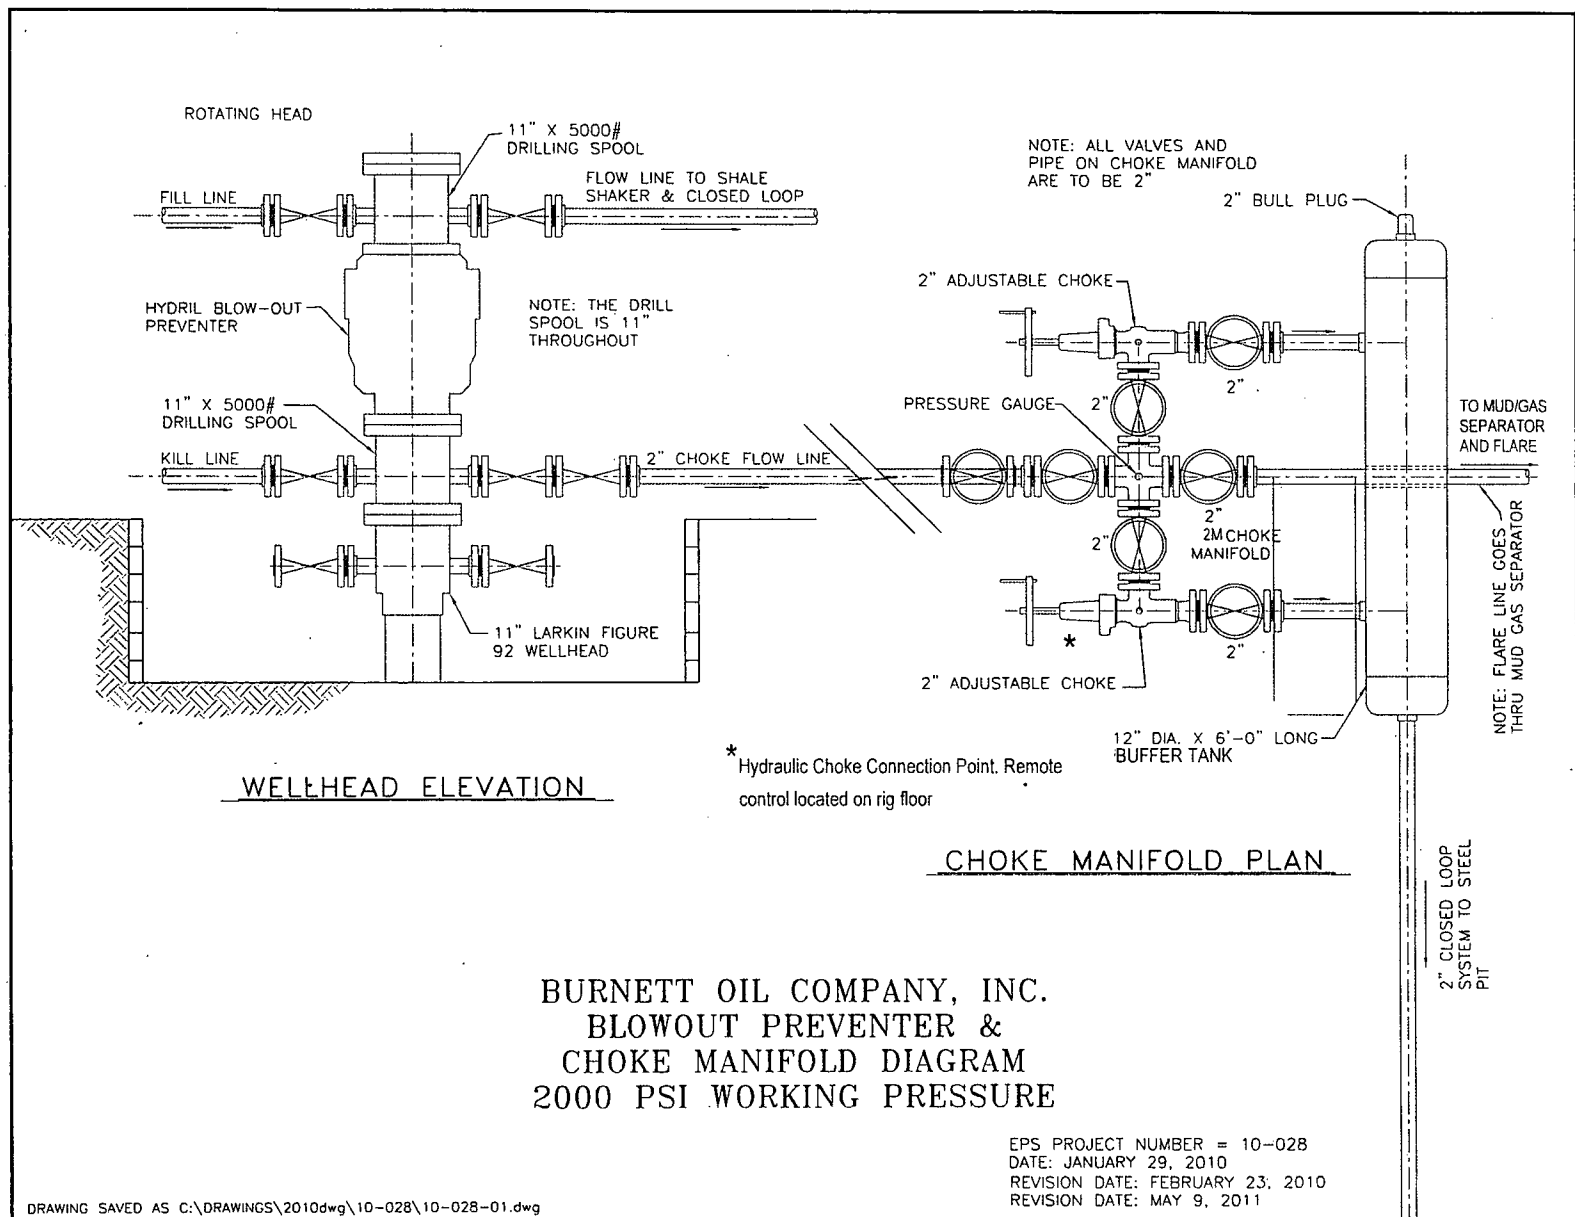 ROTATING HEAD
11" X 5000#
DRILLING SPOOL
FILL LINE
FLOW LINE TO SHALE
SHAKER & CLOSED LOOP
HYDRIL BLOW-OUT
PREVENTER
NOTE: THE DRILL
SPOOL IS 11"
THROUGHOUT
11" X 5000#
DRILLING SPOOL
KILL LINE
2" CHOKE FLOW LINE
11" LARKIN FIGURE
92 WELLHEAD
WELLHEAD ELEVATION
NOTE: ALL VALVES AND
PIPE ON CHOKE MANIFOLD
ARE TO BE 2"
2" BULL PLUG
2" ADJUSTABLE CHOKE
2"
PRESSURE GAUGE
2"
TO MUD/GAS
SEPARATOR
AND FLARE
2"
2M CHOKE
MANIFOLD
2"
2"
*
2" ADJUSTABLE CHOKE
NOTE: FLARE LINE GOES
THRU MUD GAS SEPARATOR
12" DIA. X 6'-0" LONG
BUFFER TANK
* Hydraulic Choke Connection Point. Remote
control located on rig floor
CHOKE MANIFOLD PLAN
2" CLOSED LOOP
SYSTEM TO STEEL
PIT
BURNETT OIL COMPANY, INC.
BLOWOUT PREVENTER &
CHOKE MANIFOLD DIAGRAM
2000 PSI WORKING PRESSURE
EPS PROJECT NUMBER = 10-028
DATE: JANUARY 29, 2010
REVISION DATE: FEBRUARY 23, 2010
REVISION DATE: MAY 9, 2011
DRAWING SAVED AS C:\DRAWINGS\2010dwg\10-028\10-028-01.dwg